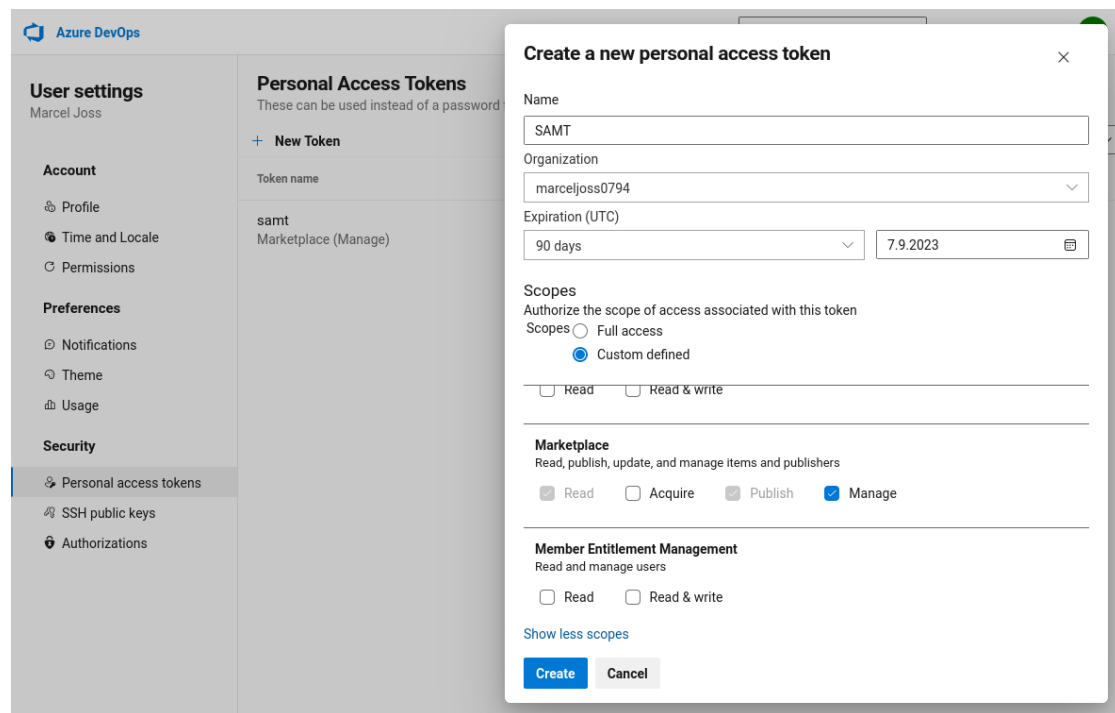 Azure DevOps
User settings
Marcel Joss
Account
Profile
Time and Locale
Permissions
Preferences
Notifications
Theme
Usage
Security
Personal access tokens
SSH public keys
Authorizations
Personal Access Tokens
These can be used instead of a password
New Token
Token name
samt
Marketplace (Manage)
Create a new personal access token
Name
SAMT
Organization
marceljoss0794
Expiration (UTC)
90 days 7.9.2023
Scopes
Authorize the scope of access associated with this token
Scopes Full access
Custom defined
Read Read & write
Marketplace
Read, publish, update, and manage items and publishers
Read Acquire Publish Manage
Member Entitlement Management
Read and manage users
Read Read & write
Show less scopes
Create Cancel